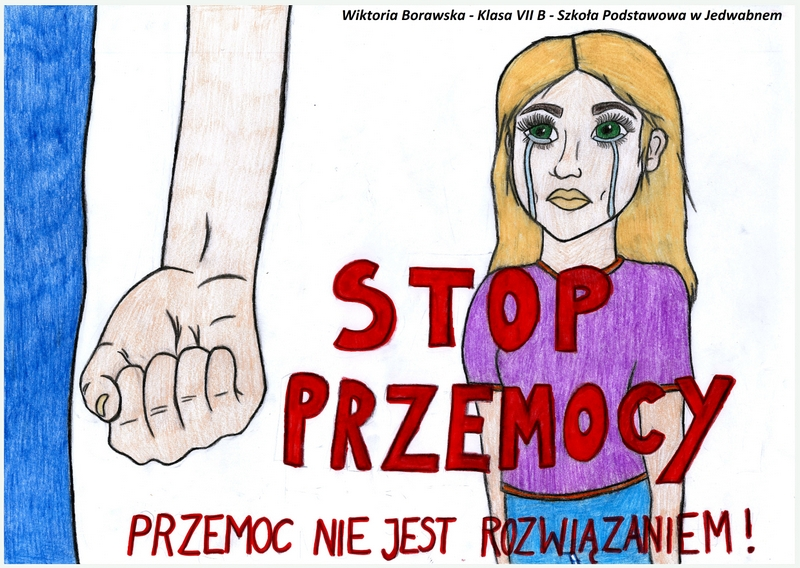 Wiktoria Borawska - Klasa VII B - Szkoła Podstawowa w Jedwabnem
STOP
PRZEMOCY
PRZEMOC NIE JEST ROZWIĄZANIEM!